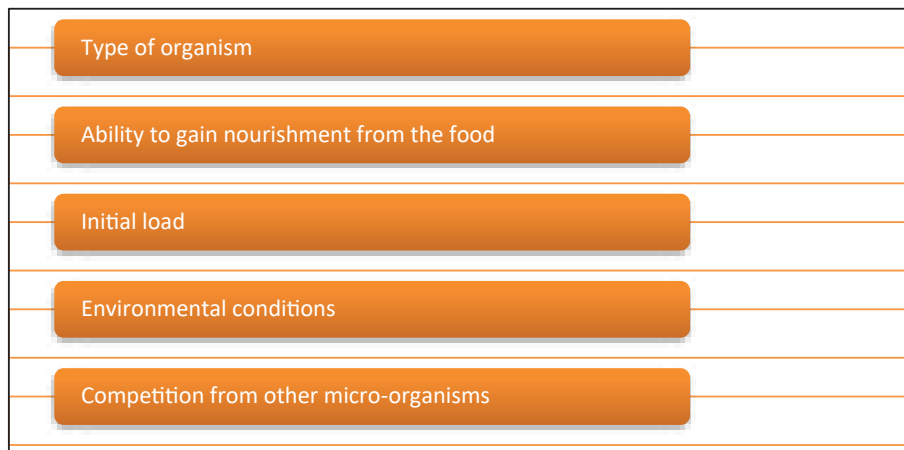 Type of organism
Ability to gain nourishment from the food
Initial load
Environmental conditions
Competition from other micro-organisms